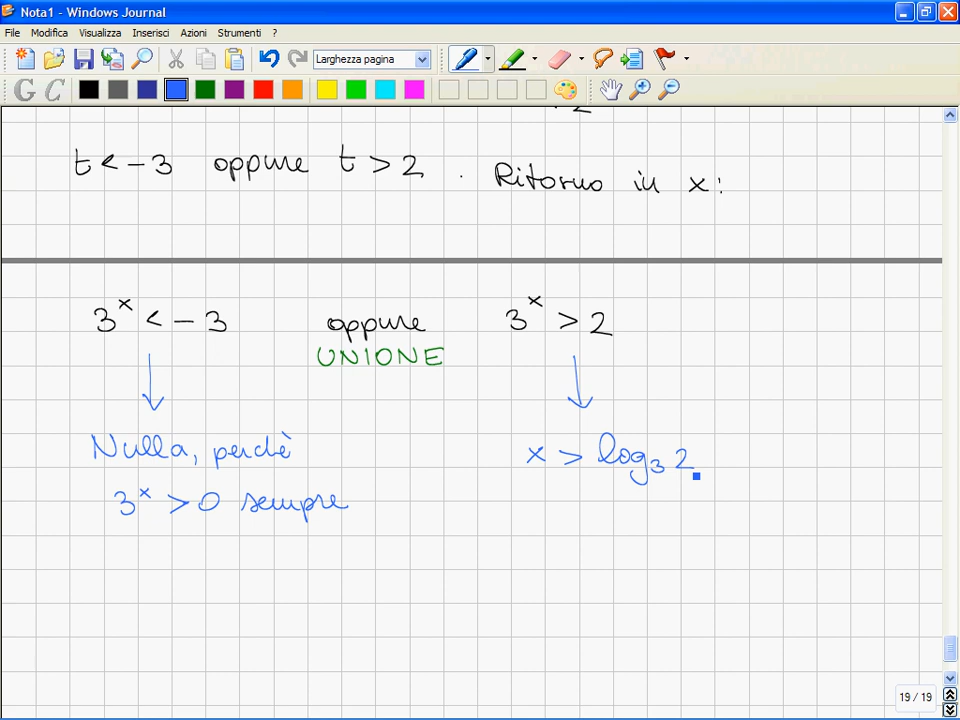 Nota1 - Windows Journal
File Modifica Visualizza Inserisci Azioni Strumenti ?
Larghezza pagina
G C
2
t < -3 oppure t > 2 . Ritorno in x:
3^x < -3 oppure 3^x > 2
UNIONE
Nulla, perchè x > log_3 2
3^x > 0 sempre
19 / 19